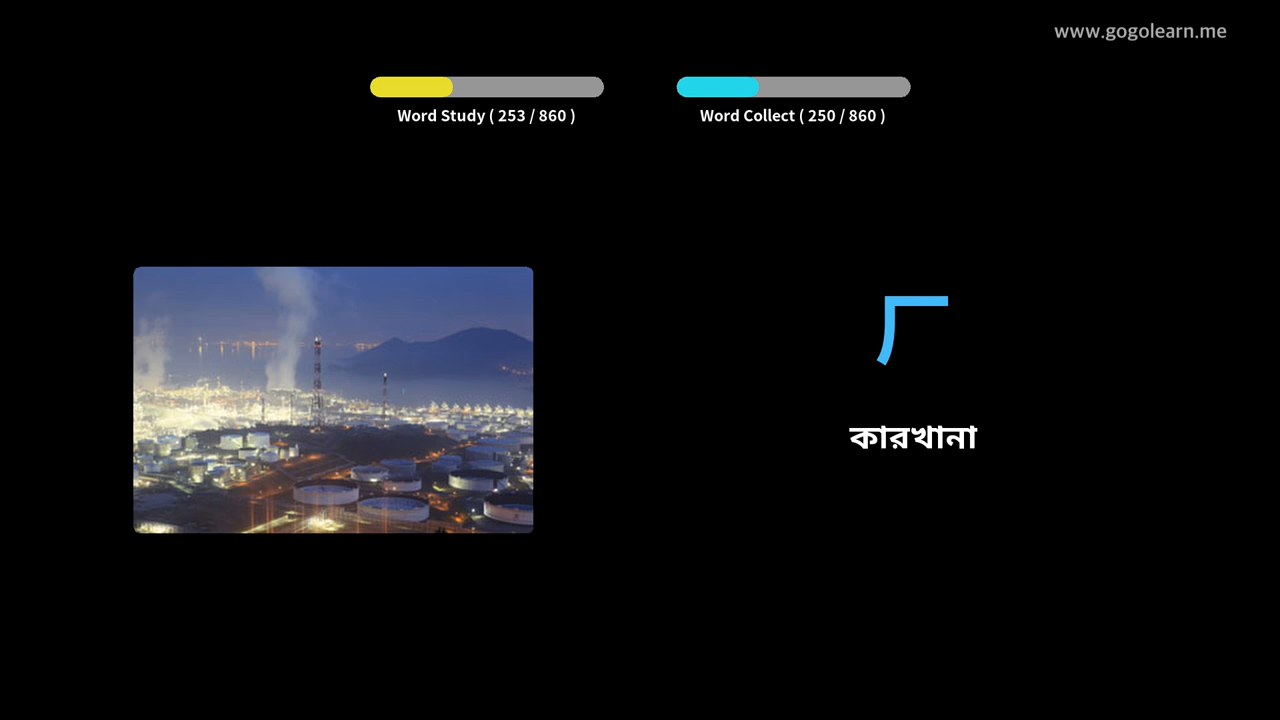 www.gogolearn.me
Word Study ( 253 / 860 )
Word Collect ( 250 / 860 )
厂
কারখানা